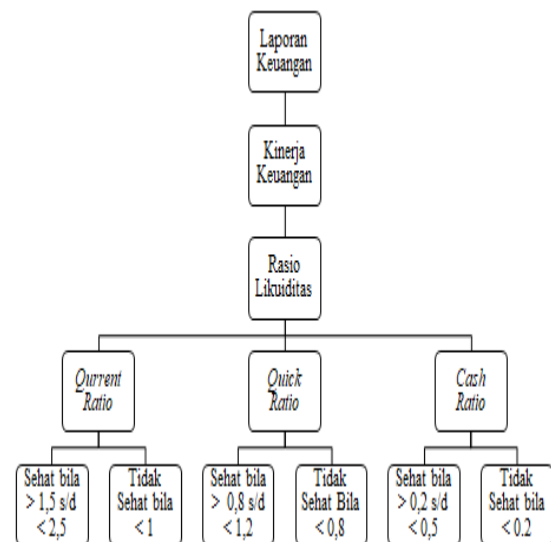 Laporan
Keuangan
Kinerja
Keuangan
Rasio
Likuiditas
Qurrent
Ratio
Quick
Ratio
Cash
Ratio
Sehat bila
> 1,5 s/d
< 2,5
Tidak
Sehat bila
< 1
Sehat bila
> 0,8 s/d
< 1,2
Tidak
Sehat Bila
< 0,8
Sehat bila
> 0,2 s/d
< 0,5
Tidak
Sehat bila
< 0.2